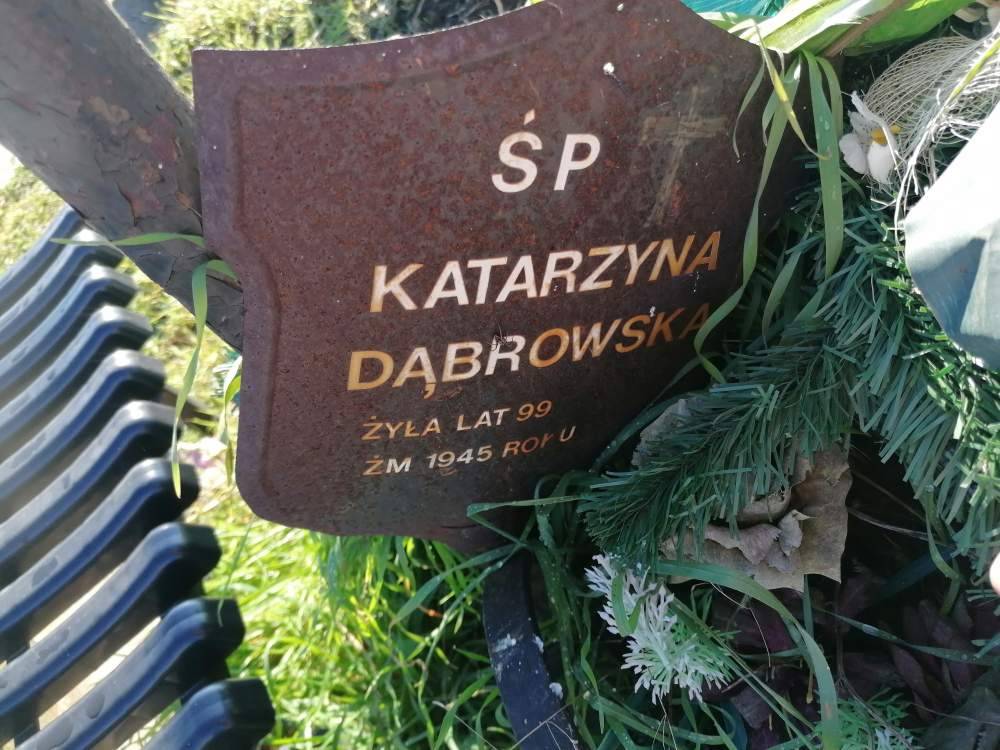 ŚP
KATARZYNA
DĄBROWSKA
ŻYŁA LAT 99
ŻM 1945 ROKU